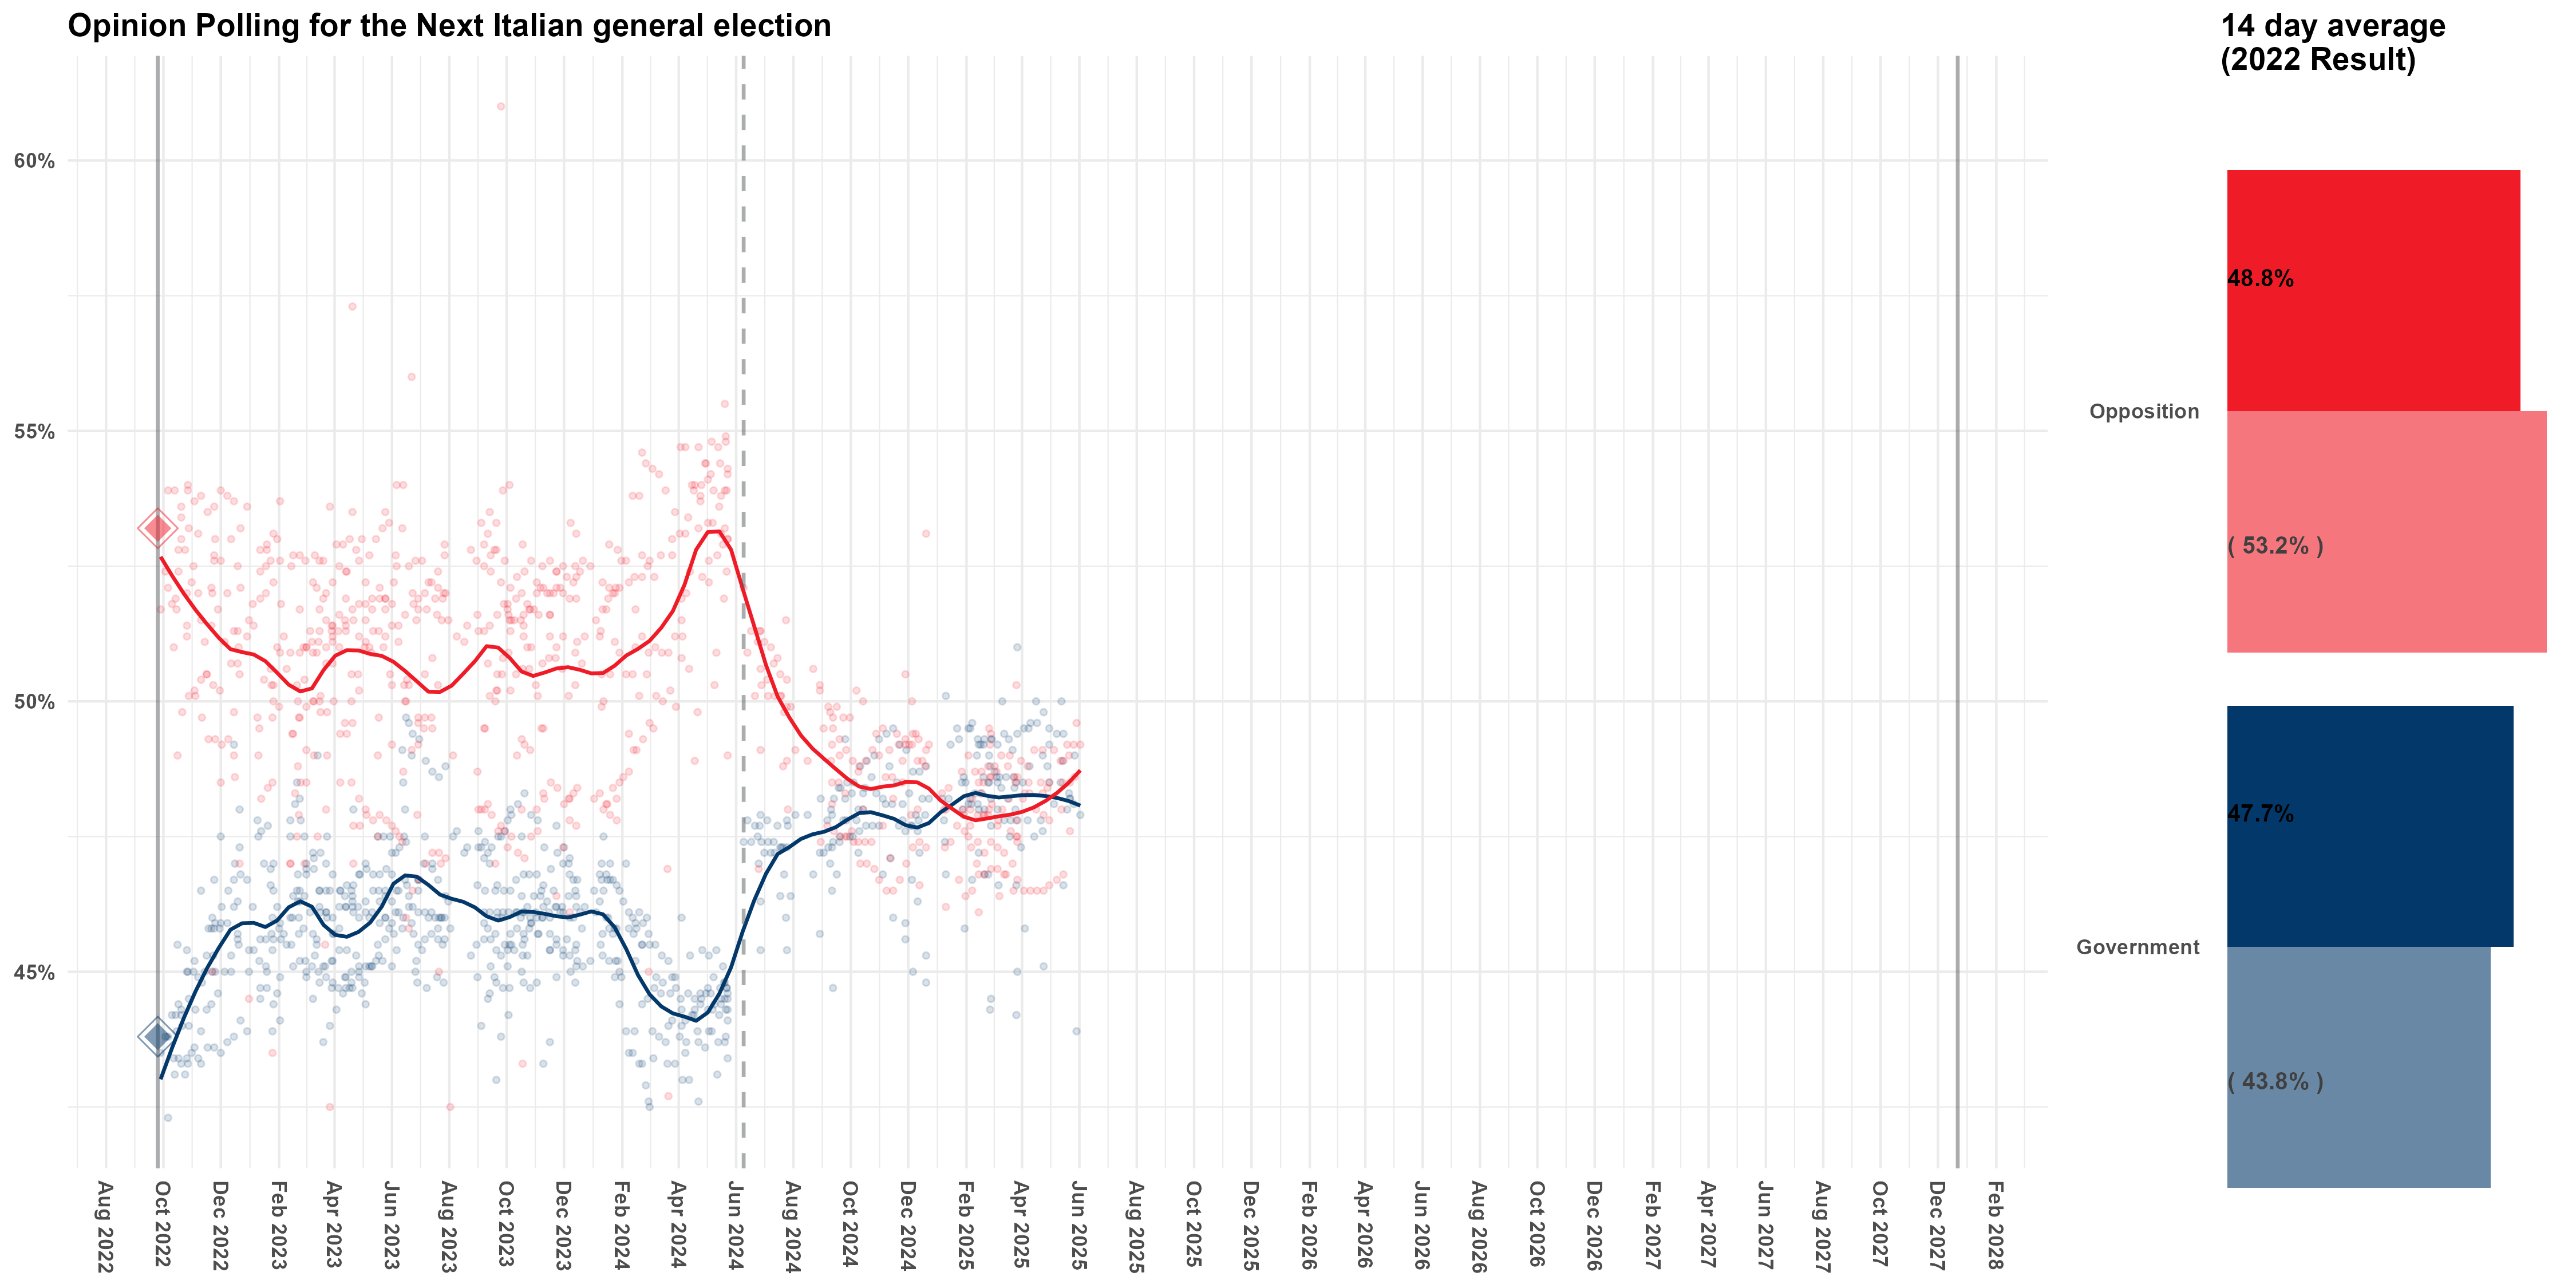 Opinion Polling for the Next Italian general election
14 day average
(2022 Result)
60%
55%
50%
45%
Aug 2022
Oct 2022
Dec 2022
Feb 2023
Apr 2023
Jun 2023
Aug 2023
Oct 2023
Dec 2023
Feb 2024
Apr 2024
Jun 2024
Aug 2024
Oct 2024
Dec 2024
Feb 2025
Apr 2025
Jun 2025
Aug 2025
Oct 2025
Dec 2025
Feb 2026
Apr 2026
Jun 2026
Aug 2026
Oct 2026
Dec 2026
Feb 2027
Apr 2027
Jun 2027
Aug 2027
Oct 2027
Dec 2027
Feb 2028
Opposition
48.8%
( 53.2% )
Government
47.7%
( 43.8% )